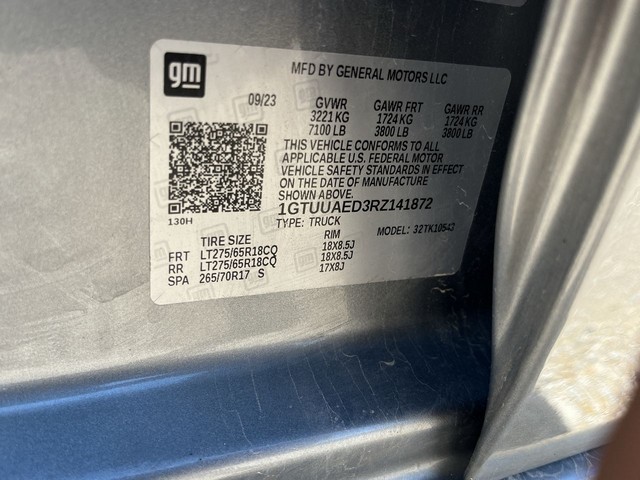 gm
MFD BY GENERAL MOTORS LLC
09/23 GVWR GAWR FRT GAWR RR
3221 KG 1724 KG 1724 KG
7100 LB 3800 LB 3800 LB
THIS VEHICLE CONFORMS TO ALL
APPLICABLE U.S. FEDERAL MOTOR
VEHICLE SAFETY STANDARDS IN EFFECT
ON THE DATE OF MANUFACTURE
SHOWN ABOVE.
1GTUUAED3RZ141872
130H TYPE: TRUCK
MODEL: 32TK10543
TIRE SIZE RIM
FRT LT275/65R18CQ 18X8.5J
RR LT275/65R18CQ 18X8.5J
SPA 265/70R17 S 17X8J